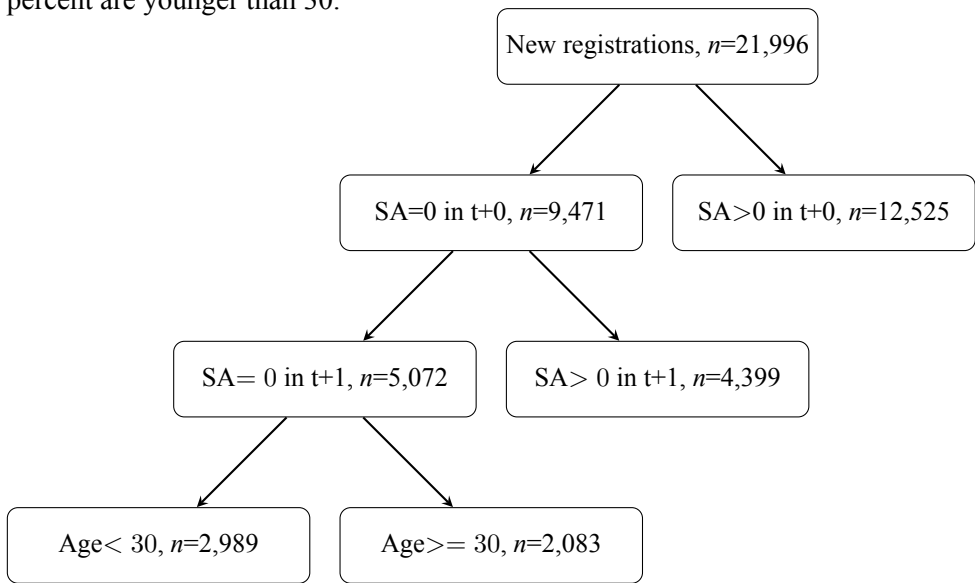 percent are younger than 30.
New registrations, n=21,996
SA=0 in t+0, n=9,471
SA>0 in t+0, n=12,525
SA= 0 in t+1, n=5,072
SA> 0 in t+1, n=4,399
Age< 30, n=2,989
Age>= 30, n=2,083